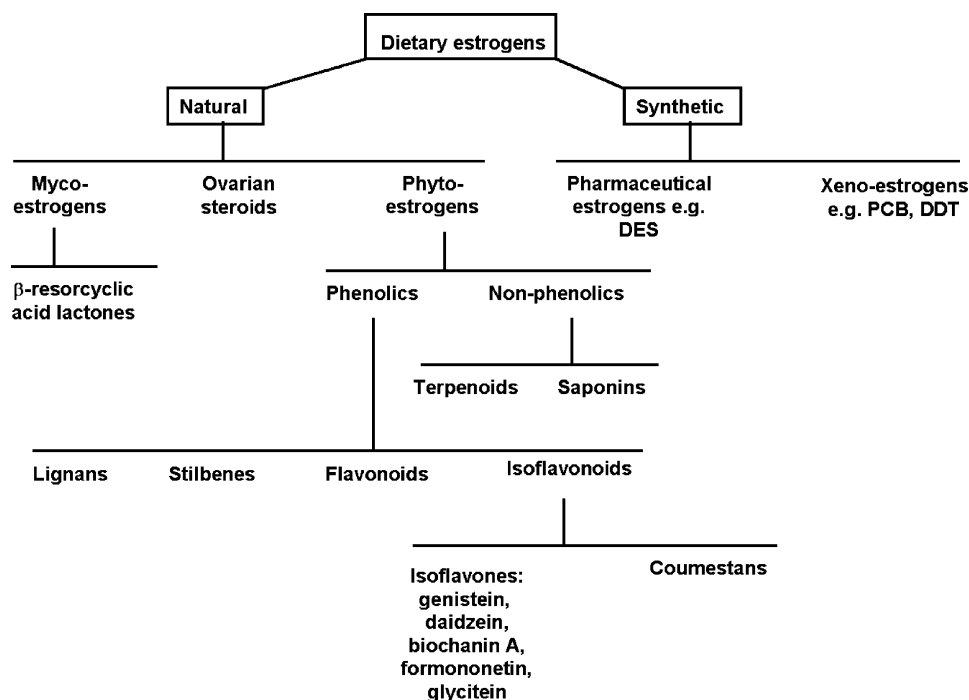 Dietary estrogens
Natural
Synthetic
Myco-
estrogens
Ovarian
steroids
Phyto-
estrogens
Pharmaceutical
estrogens e.g.
DES
Xeno-estrogens
e.g. PCB, DDT
β-resorcyclic
acid lactones
Phenolics
Non-phenolics
Terpenoids
Saponins
Lignans
Stilbenes
Flavonoids
Isoflavonoids
Isoflavones:
genistein,
daidzein,
biochanin A,
formononetin,
glycitein
Coumestans